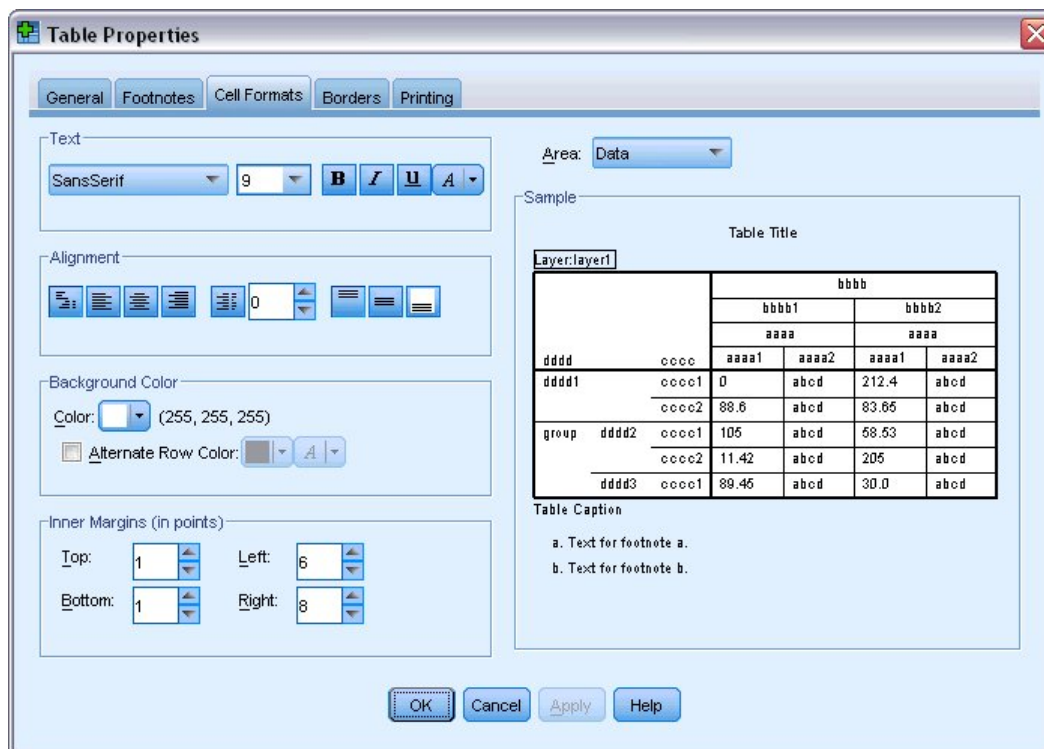 Table Properties
General Footnotes Cell Formats Borders Printing
Text
SansSerif 9 B I U A
Alignment
0
Background Color
Color: (255, 255, 255)
Alternate Row Color: A
Inner Margins (in points)
Top: 1 Left: 6
Bottom: 1 Right: 8
Area: Data
Sample
Table Title
Layer:layer1
bbbb
bbbb1 bbbb2
aaaa aaaa
dddd cccc aaaa1 aaaa2 aaaa1 aaaa2
dddd1 cccc1 0 abcd 212.4 abcd
cccc2 88.6 abcd 83.65 abcd
group dddd2 cccc1 105 abcd 58.53 abcd
cccc2 11.42 abcd 205 abcd
dddd3 cccc1 89.45 abcd 30.0 abcd
Table Caption
a. Text for footnote a.
b. Text for footnote b.
OK Cancel Apply Help